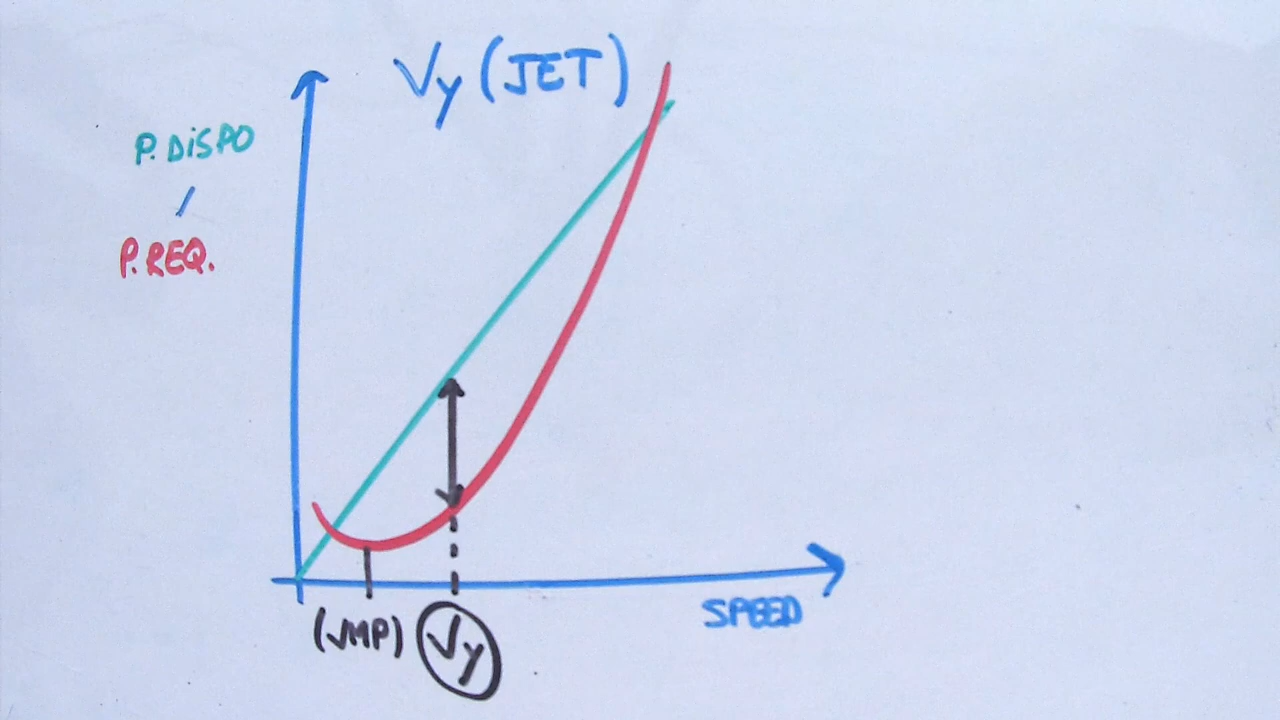 Vy (JET)
P. DiSPO
/
P. REQ.
SPEED
(VMP)
Vy